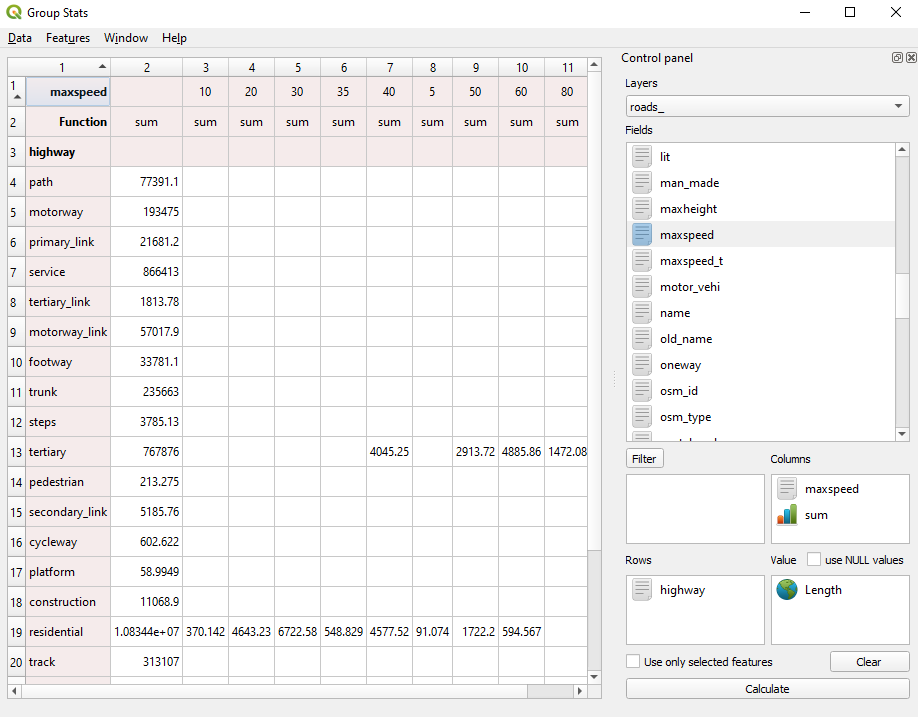 Group Stats
Data Features Window Help
1 2 3 4 5 6 7 8 9 10 11
1 maxspeed 10 20 30 35 40 5 50 60 80
2 Function sum sum sum sum sum sum sum sum sum sum
3 highway
4 path 77391.1
5 motorway 193475
6 primary_link 21681.2
7 service 866413
8 tertiary_link 1813.78
9 motorway_link 57017.9
10 footway 33781.1
11 trunk 235663
12 steps 3785.13
13 tertiary 767876 4045.25 2913.72 4885.86 1472.08
14 pedestrian 213.275
15 secondary_link 5185.76
16 cycleway 602.622
17 platform 58.9949
18 construction 11068.9
19 residential 1.08344e+07 370.142 4643.23 6722.58 548.829 4577.52 91.074 1722.2 594.567
20 track 313107
Control panel
Layers
roads_
Fields
lit
man_made
maxheight
maxspeed
maxspeed_t
motor_vehi
name
old_name
oneway
osm_id
osm_type
Filter
Columns
maxspeed
sum
Rows
highway
Value use NULL values
Length
Use only selected features
Clear
Calculate